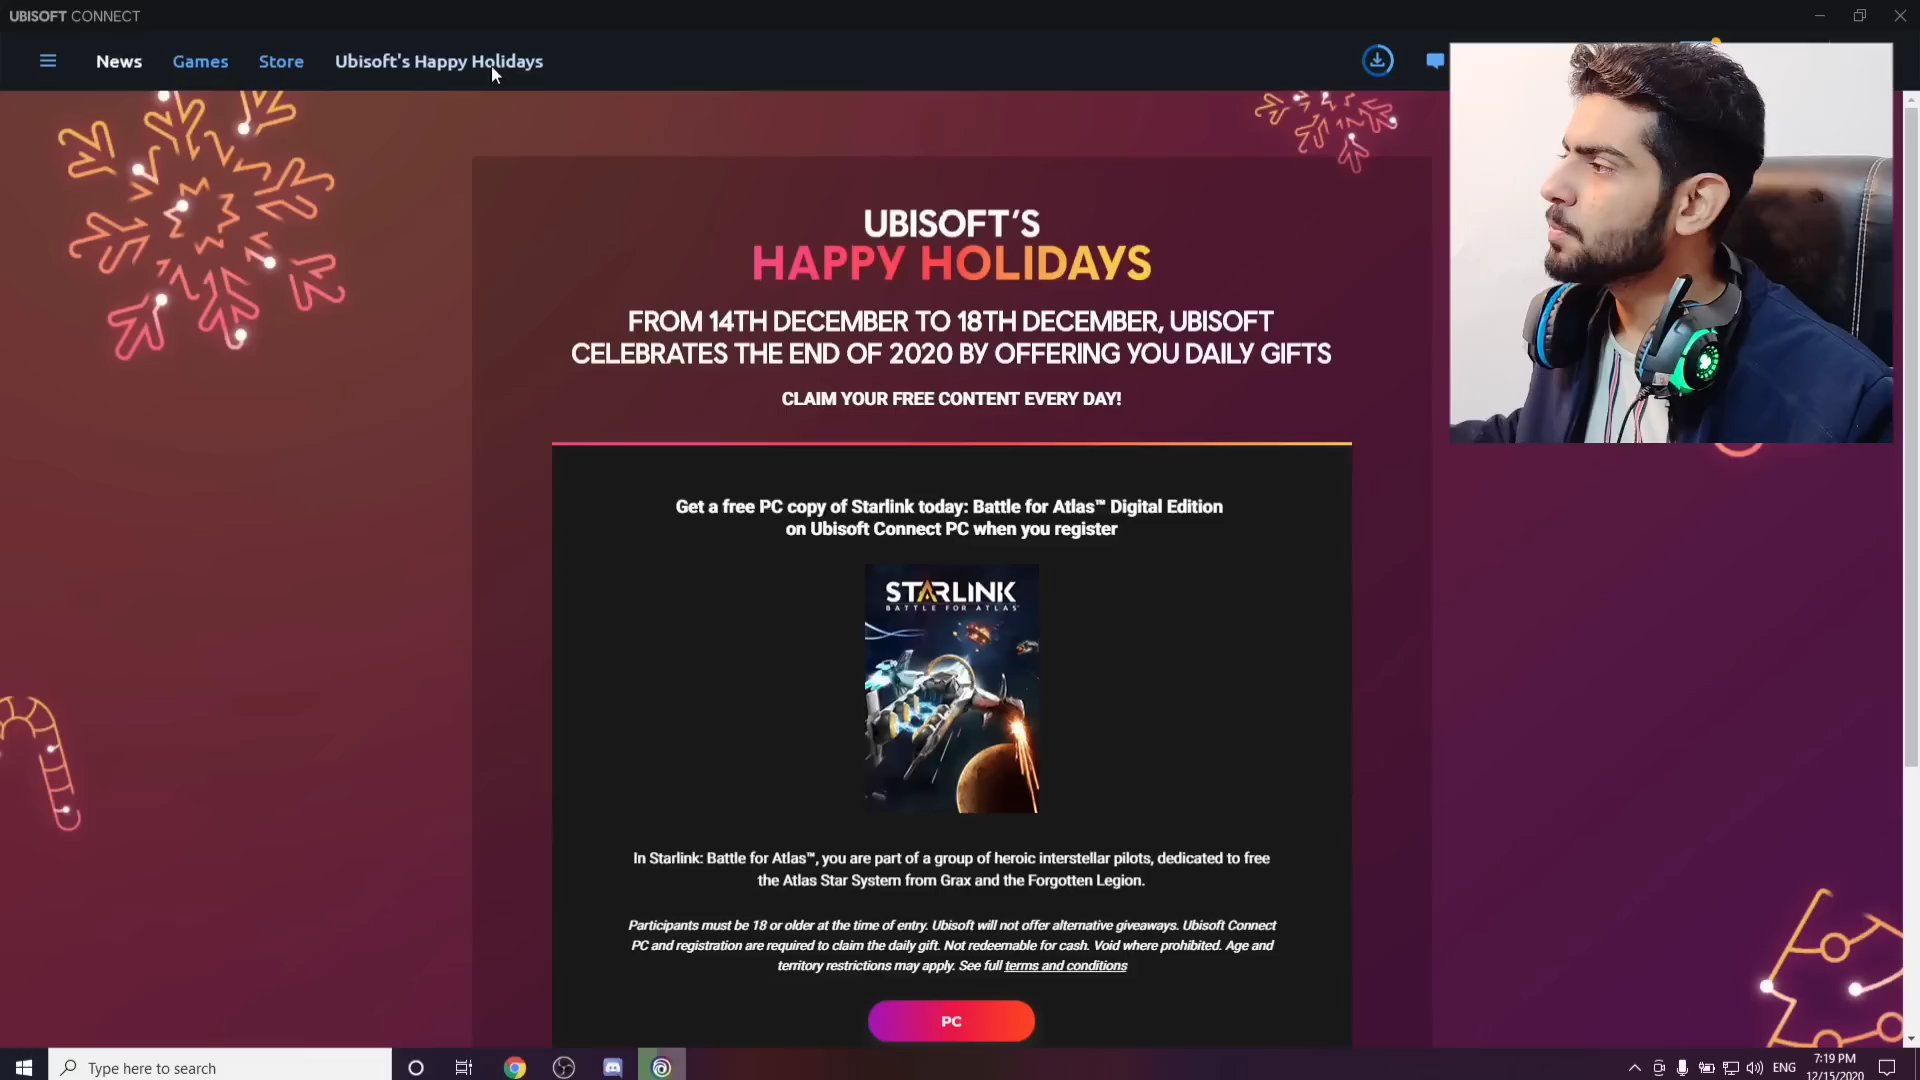 UBISOFT CONNECT
News Games Store Ubisoft's Happy Holidays
UBISOFT'S
HAPPY HOLIDAYS
FROM 14TH DECEMBER TO 18TH DECEMBER, UBISOFT
CELEBRATES THE END OF 2020 BY OFFERING YOU DAILY GIFTS
CLAIM YOUR FREE CONTENT EVERY DAY!
Get a free PC copy of Starlink today: Battle for Atlas™ Digital Edition
on Ubisoft Connect PC when you register
STARLINK
BATTLE FOR ATLAS
In Starlink: Battle for Atlas™, you are part of a group of heroic interstellar pilots, dedicated to free
the Atlas Star System from Grax and the Forgotten Legion.
Participants must be 18 or older at the time of entry. Ubisoft will not offer alternative giveaways. Ubisoft Connect
PC and registration are required to claim the daily gift. Not redeemable for cash. Void where prohibited. Age and
territory restrictions may apply. See full terms and conditions
PC
Type here to search
ENG
7:19 PM
12/15/2020